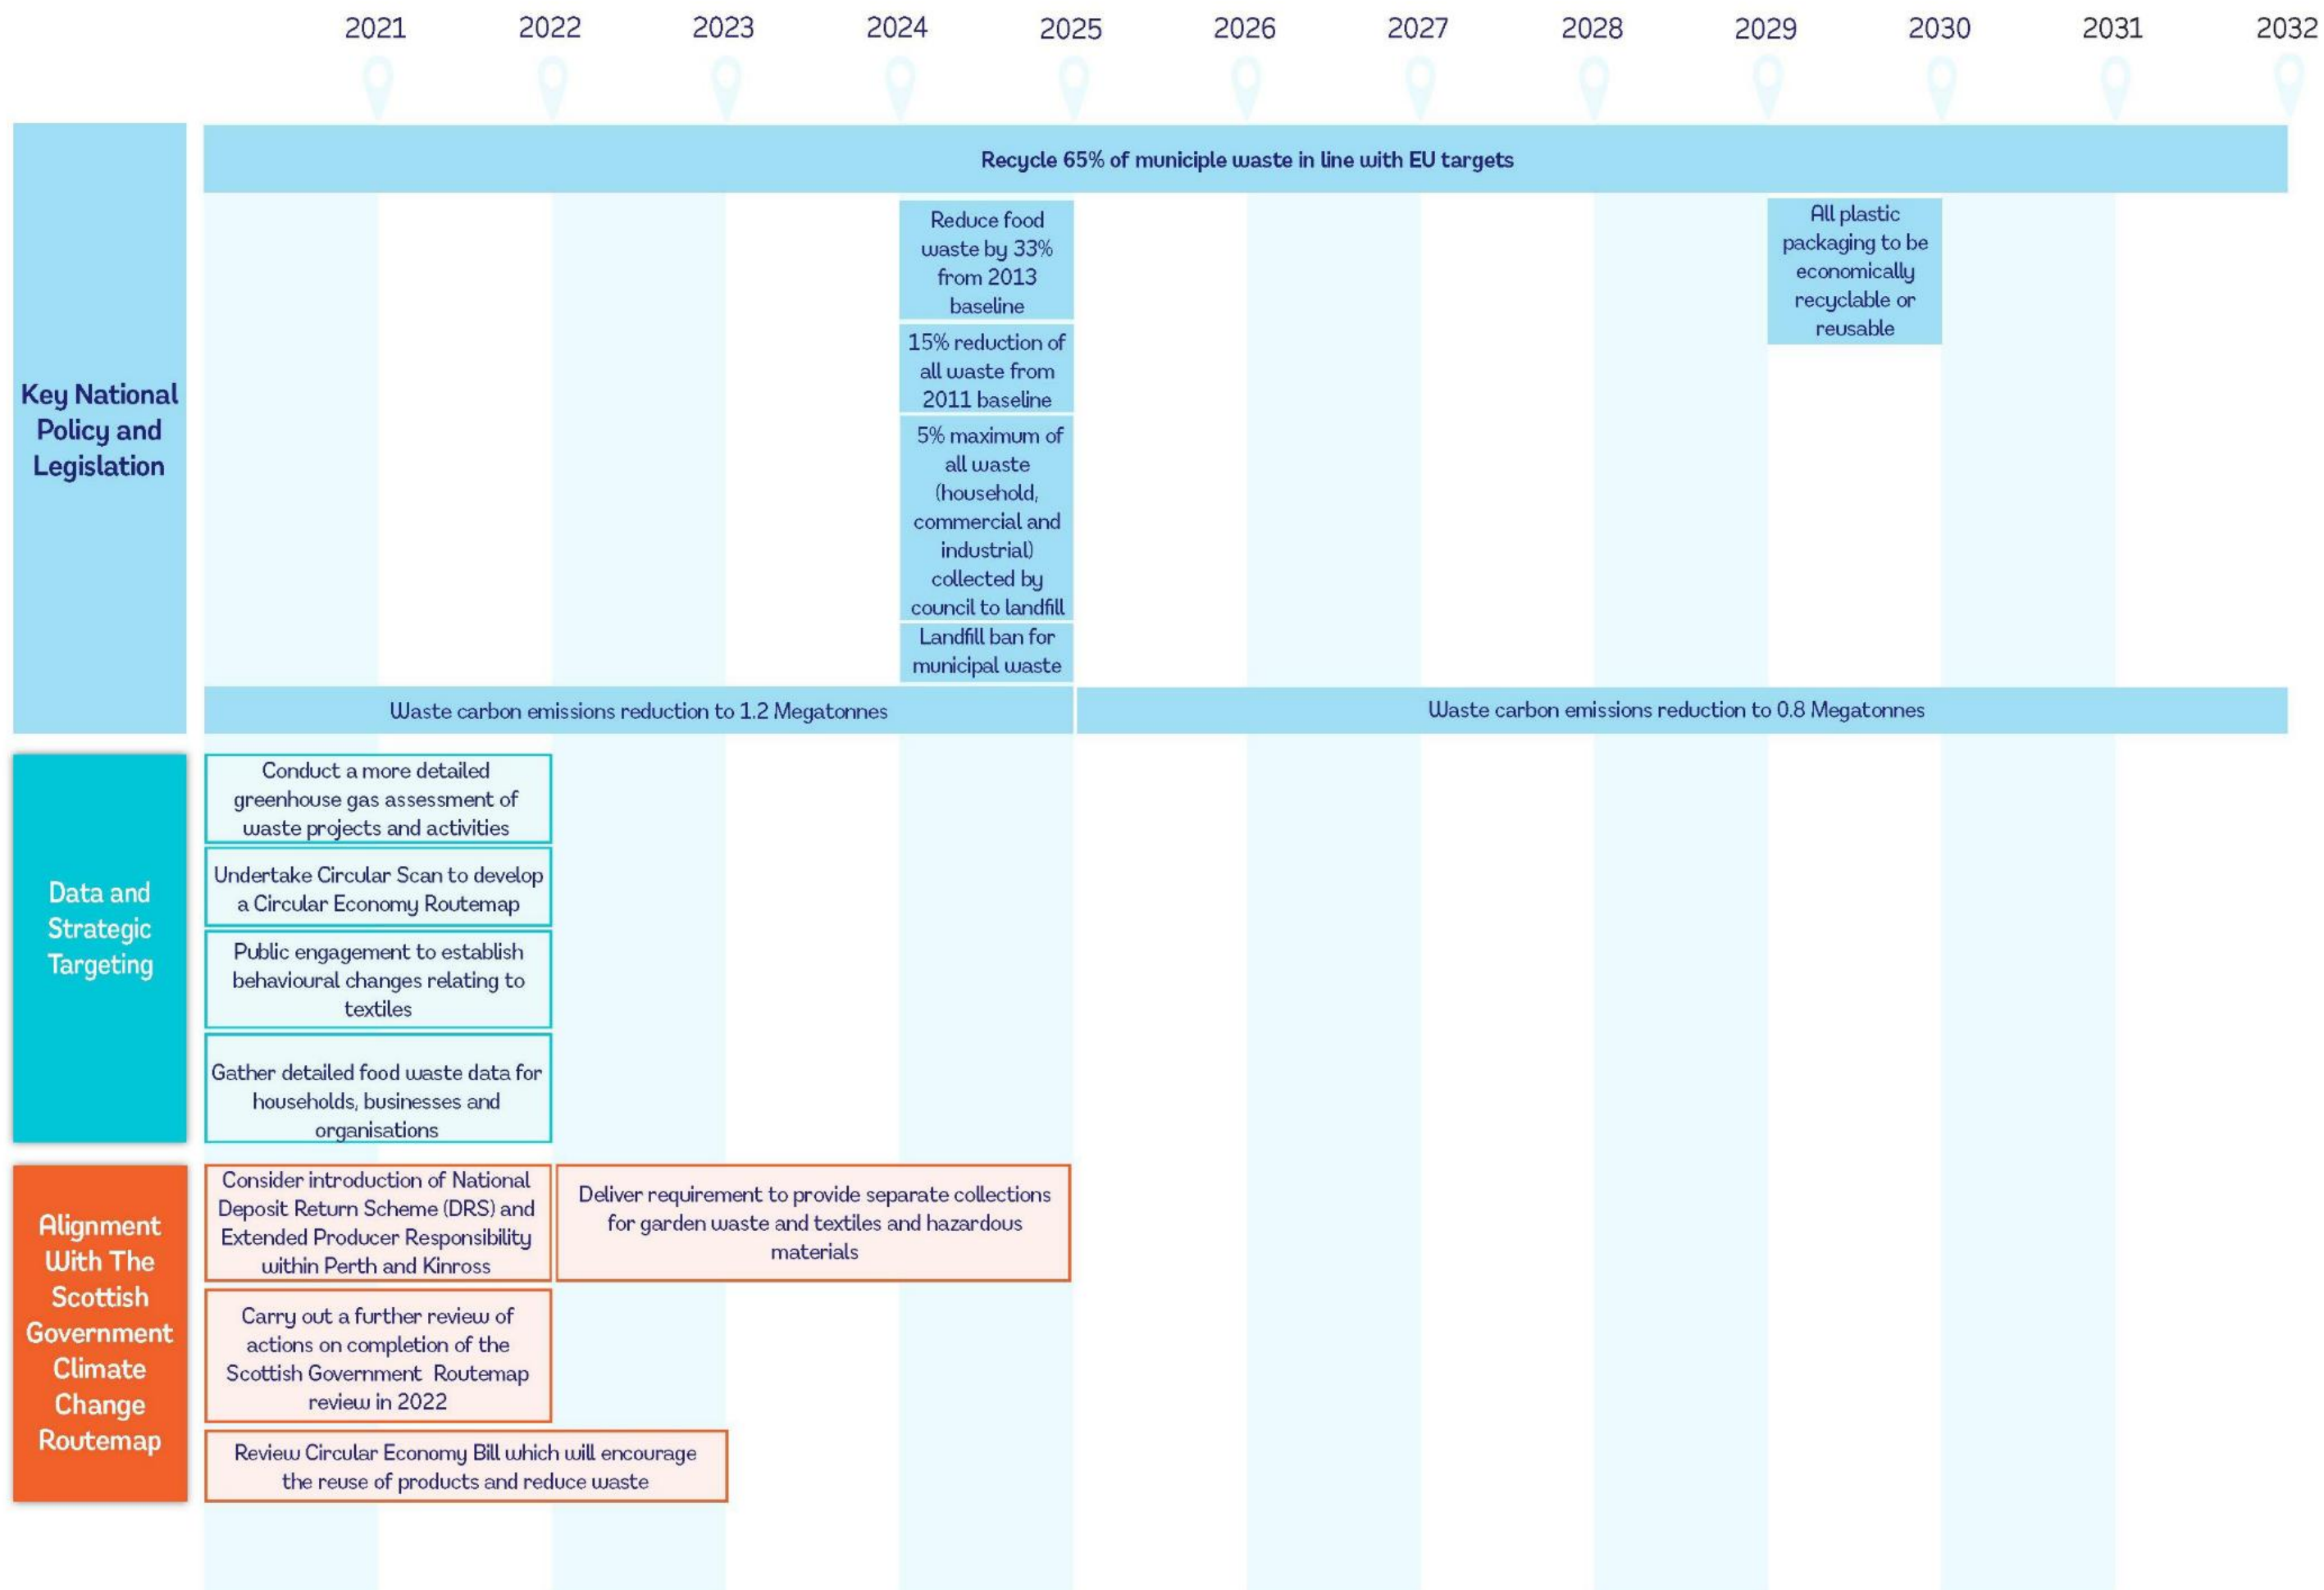 2021 2022 2023 2024 2025 2026 2027 2028 2029 2030 2031 2032
Key National
Policy and
Legislation
Recycle 65% of municiple waste in line with EU targets
Reduce food
waste by 33%
from 2013
baseline
15% reduction of
all waste from
2011 baseline
5% maximum of
all waste
(household,
commercial and
industrial)
collected by
council to landfill
Landfill ban for
municipal waste
All plastic
packaging to be
economically
recyclable or
reusable
Waste carbon emissions reduction to 1.2 Megatonnes
Waste carbon emissions reduction to 0.8 Megatonnes
Data and
Strategic
Targeting
Conduct a more detailed
greenhouse gas assessment of
waste projects and activities
Undertake Circular Scan to develop
a Circular Economy Routemap
Public engagement to establish
behavioural changes relating to
textiles
Gather detailed food waste data for
households, businesses and
organisations
Alignment
With The
Scottish
Government
Climate
Change
Routemap
Consider introduction of National
Deposit Return Scheme (DRS) and
Extended Producer Responsibility
within Perth and Kinross
Deliver requirement to provide separate collections
for garden waste and textiles and hazardous
materials
Carry out a further review of
actions on completion of the
Scottish Government Routemap
review in 2022
Review Circular Economy Bill which will encourage
the reuse of products and reduce waste